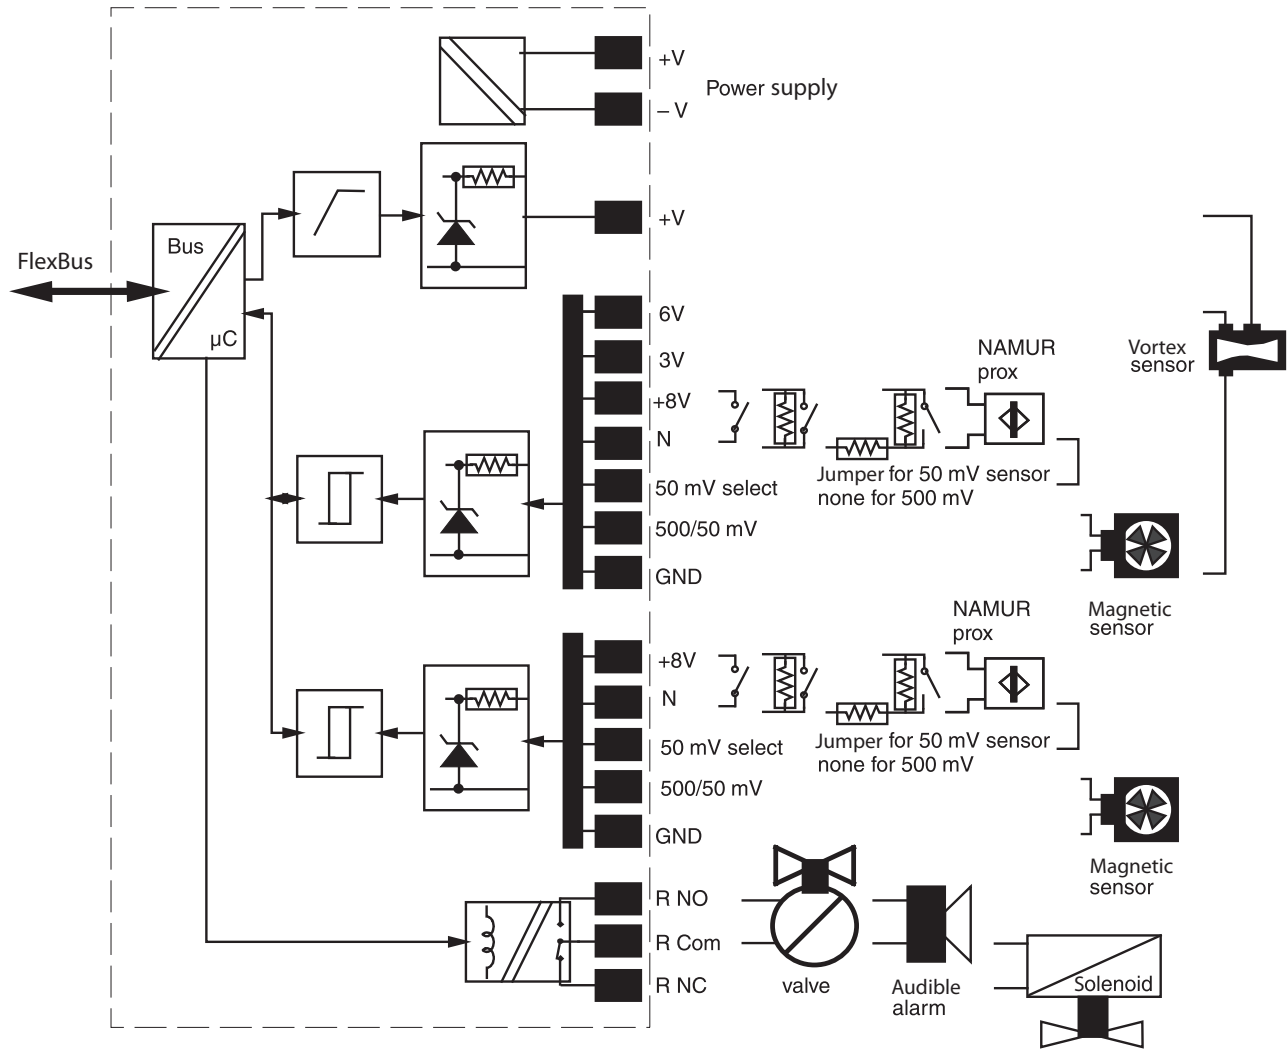 +V
Power supply
– V
+V
Bus
FlexBus
µC
6V
3V
+8V
N
50 mV select
500/50 mV
GND
NAMUR
prox
Vortex
sensor
Jumper for 50 mV sensor
none for 500 mV
Magnetic
sensor
+8V
N
50 mV select
500/50 mV
GND
NAMUR
prox
Jumper for 50 mV sensor
none for 500 mV
Magnetic
sensor
R NO
R Com
R NC
valve
Audible
alarm
Solenoid